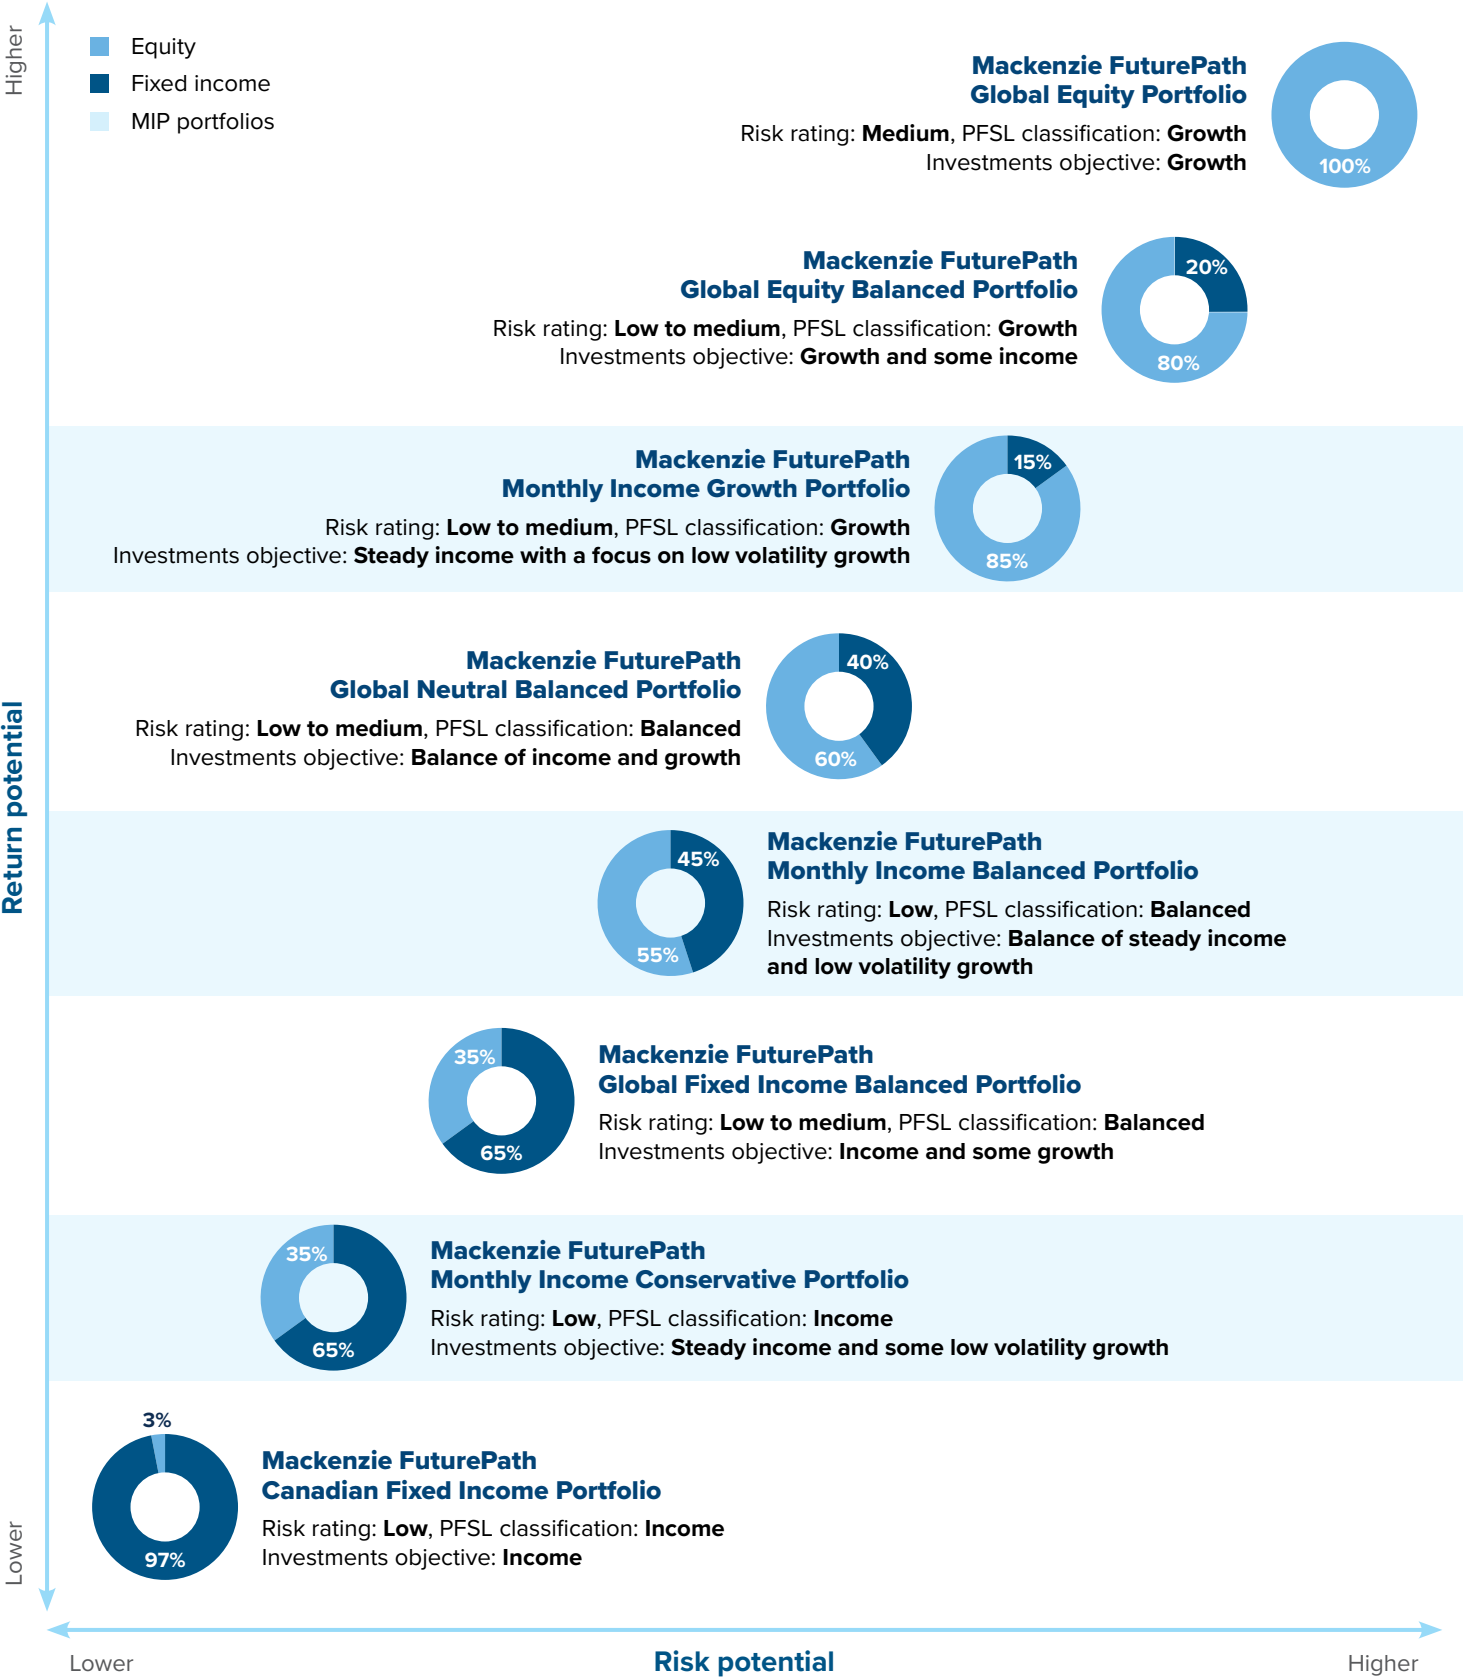 Higher
Equity
Fixed income
MIP portfolios
Mackenzie FuturePath
Global Equity Portfolio
Risk rating: Medium, PFSL classification: Growth
Investments objective: Growth
100%
Mackenzie FuturePath
Global Equity Balanced Portfolio
Risk rating: Low to medium, PFSL classification: Growth
Investments objective: Growth and some income
20%
80%
Mackenzie FuturePath
Monthly Income Growth Portfolio
Risk rating: Low to medium, PFSL classification: Growth
Investments objective: Steady income with a focus on low volatility growth
15%
85%
Mackenzie FuturePath
Global Neutral Balanced Portfolio
Risk rating: Low to medium, PFSL classification: Balanced
Investments objective: Balance of income and growth
40%
60%
Return potential
45%
55%
Mackenzie FuturePath
Monthly Income Balanced Portfolio
Risk rating: Low, PFSL classification: Balanced
Investments objective: Balance of steady income
and low volatility growth
35%
65%
Mackenzie FuturePath
Global Fixed Income Balanced Portfolio
Risk rating: Low to medium, PFSL classification: Balanced
Investments objective: Income and some growth
35%
65%
Mackenzie FuturePath
Monthly Income Conservative Portfolio
Risk rating: Low, PFSL classification: Income
Investments objective: Steady income and some low volatility growth
3%
97%
Mackenzie FuturePath
Canadian Fixed Income Portfolio
Risk rating: Low, PFSL classification: Income
Investments objective: Income
Lower
Lower
Risk potential
Higher